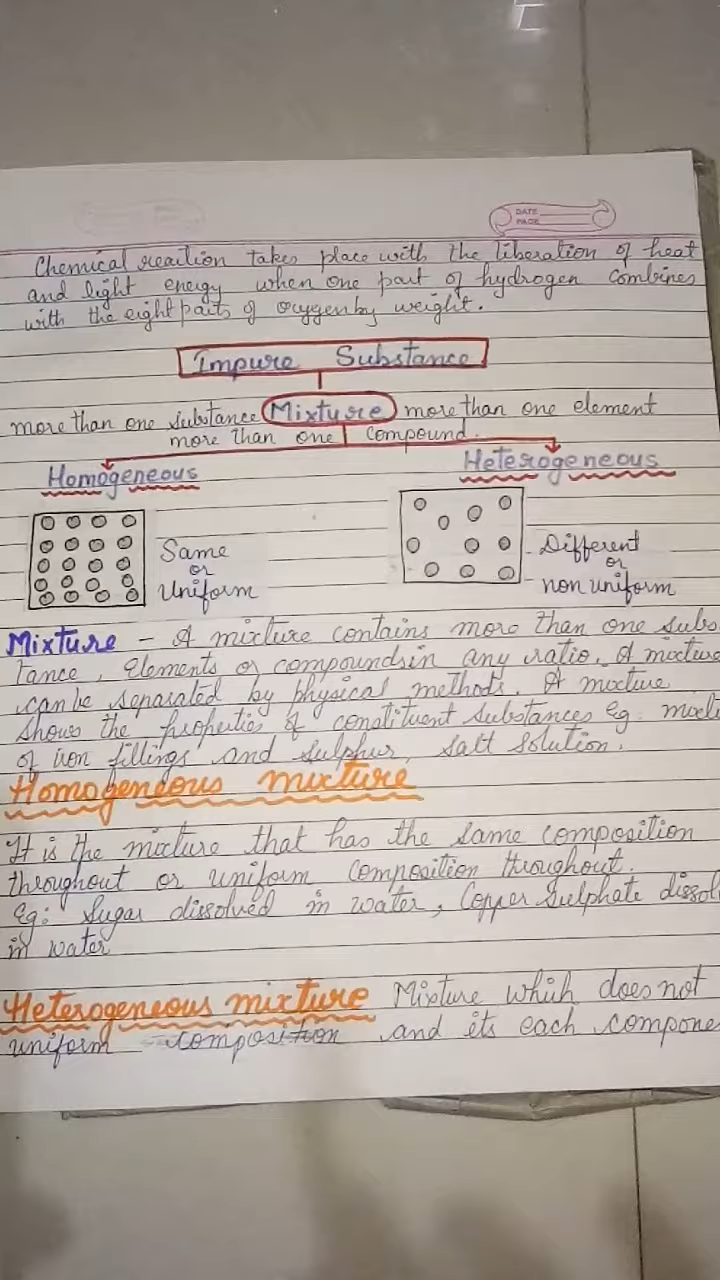 DATE
PAGE
Chemical reaction takes place with the liberation of heat
and light energy when one part of hydrogen combines
with the eight parts of oxygen by weight.
Impure Substance
more than one substance Mixture more than one element
more than one compound.
Homogeneous
Heterogeneous
Same
or
Uniform
Different
or
non uniform
Mixture - A mixture contains more than one subs
tance, elements or compounds in any ratio. A mixture
can be separated by physical methods. A mixture
shows the properties of constituent substances eg.
of iron fillings and sulphur, salt solution.
Homogeneous mixture
It is the mixture that has the same composition
throughout or uniform composition throughout.
Eg: Sugar dissolved in water, Copper Sulphate dissol
in water
Heterogeneous mixture Mixture which does not
uniform composition and its each compone